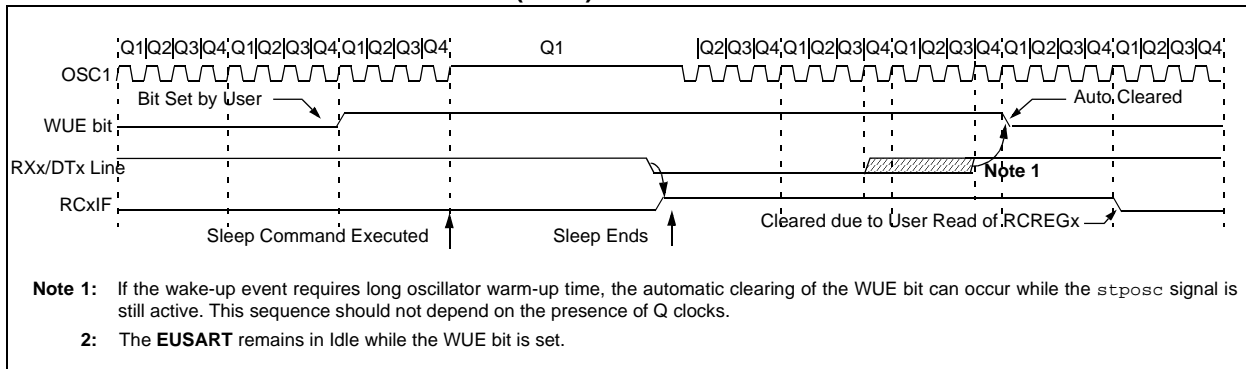 Q1|Q2|Q3|Q4|Q1|Q2|Q3|Q4|Q1|Q2|Q3|Q4 Q1 |Q2|Q3|Q4|Q1|Q2|Q3|Q4|Q1|Q2|Q3|Q4|Q1|Q2|Q3|Q4|Q1|Q2|Q3|Q4
OSC1
Bit Set by User Auto Cleared
WUE bit
RXx/DTx Line
Note 1
RCxIF
Cleared due to User Read of RCREGx
Sleep Command Executed Sleep Ends
Note 1: If the wake-up event requires long oscillator warm-up time, the automatic clearing of the WUE bit can occur while the stposc signal is
still active. This sequence should not depend on the presence of Q clocks.
2: The EUSART remains in Idle while the WUE bit is set.